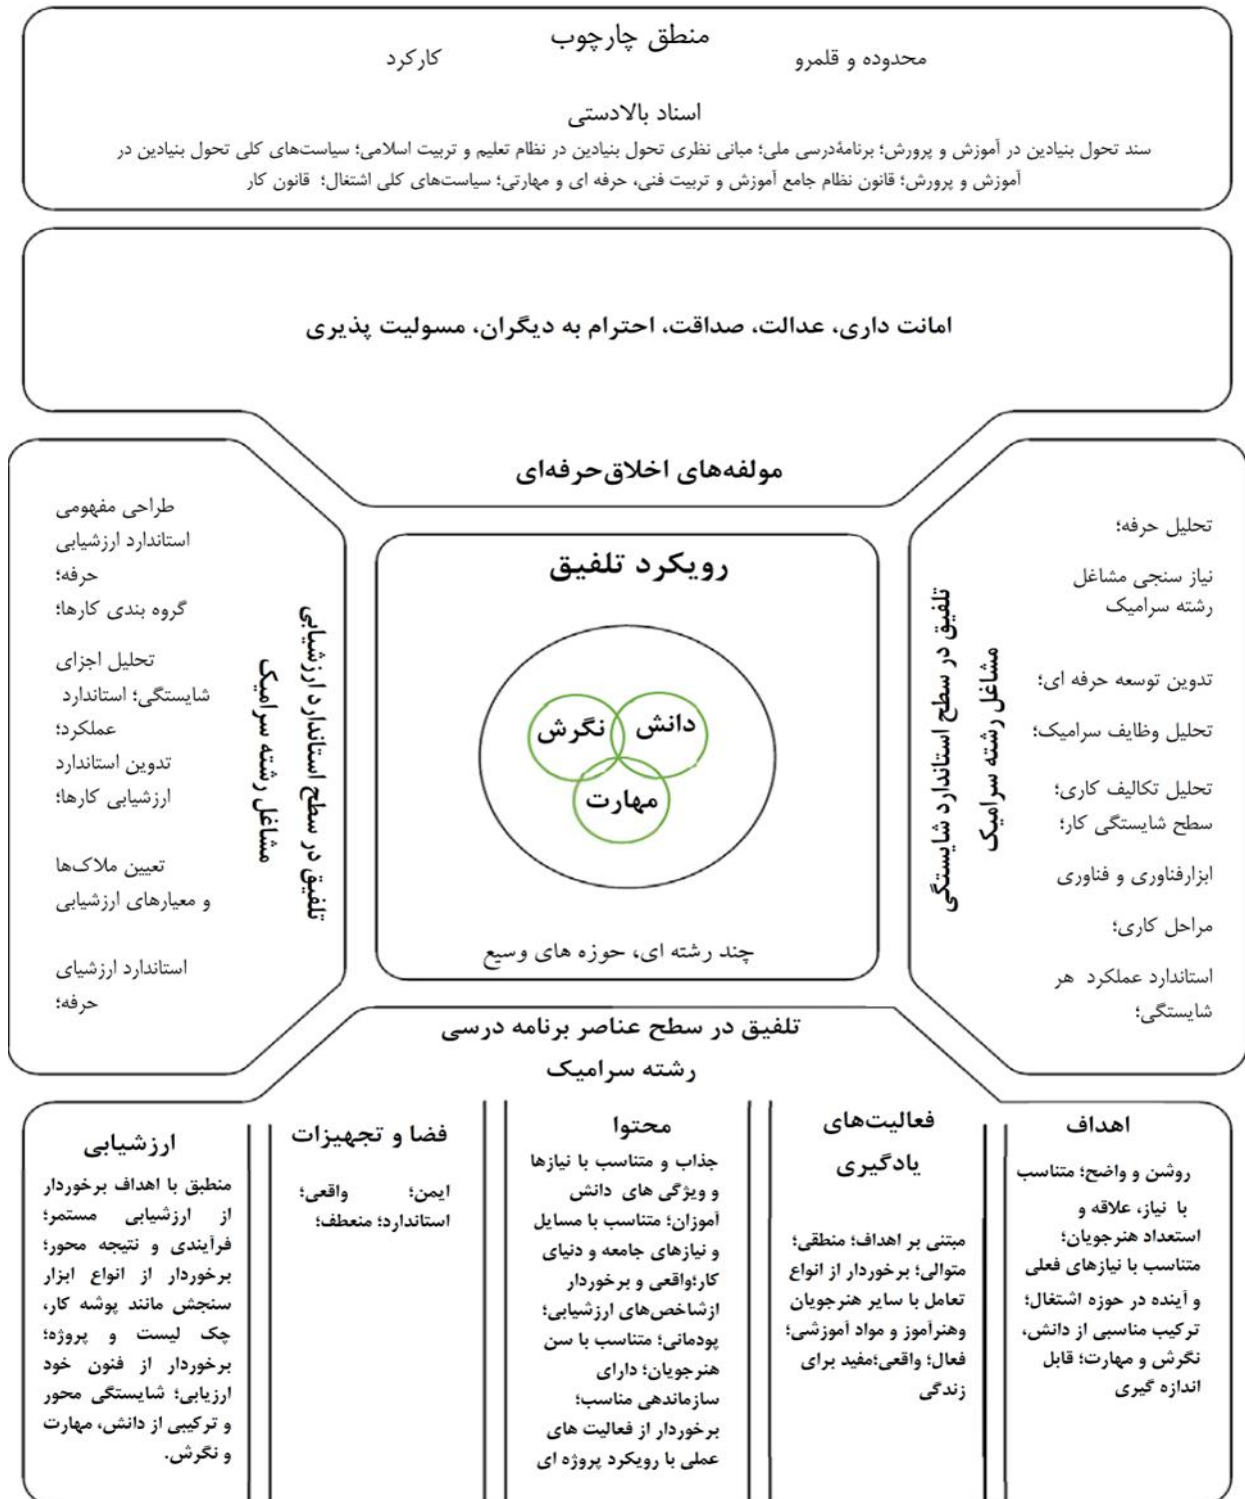 منطق چارچوب
محدوده و قلمرو
کارکرد
اسناد بالادستی
سند تحول بنیادین در آموزش و پرورش؛ برنامهٔ‌درسی ملی؛ مبانی نظری تحول بنیادین در نظام تعلیم و تربیت اسلامی؛ سیاست‌های کلی تحول بنیادین در
آموزش و پرورش؛ قانون نظام جامع آموزش و تربیت فنی، حرفه ای و مهارتی؛ سیاست‌های کلی اشتغال؛ قانون کار
امانت داری، عدالت، صداقت، احترام به دیگران، مسولیت پذیری
مولفه‌های اخلاق‌حرفه‌ای
تحلیل حرفه؛
نیاز سنجی مشاغل
رشته سرامیک
تدوین توسعه حرفه ای؛
تحلیل وظایف سرامیک؛
تحلیل تکالیف کاری؛
سطح شایستگی کار؛
ابزارفناوری و فناوری
مراحل کاری؛
استاندارد عملکرد هر
شایستگی؛
تلفیق در سطح استاندارد شایستگی
مشاغل رشته سرامیک
رویکرد تلفیق
دانش
نگرش
مهارت
چند رشته ای، حوزه های وسیع
تلفیق در سطح استاندارد ارزشیابی
مشاغل رشته سرامیک
طراحی مفهومی
استاندارد ارزشیابی
حرفه؛
گروه بندی کارها؛
تحلیل اجزای
شایستگی؛ استاندارد
عملکرد؛
تدوین استاندارد
ارزشیابی کارها؛
تعیین ملاک‌ها
و معیارهای ارزشیابی
استاندارد ارزشیای
حرفه؛
تلفیق در سطح عناصر برنامه درسی
رشته سرامیک
اهداف
روشن و واضح؛ متناسب
با نیاز، علاقه و
استعداد هنرجویان؛
متناسب با نیازهای فعلی
و آینده در حوزه اشتغال؛
ترکیب مناسبی از دانش،
نگرش و مهارت؛ قابل
اندازه گیری
فعالیت‌های
یادگیری
مبتنی بر اهداف؛ منطقی؛
متوالی؛ برخوردار از انواع
تعامل با سایر هنرجویان
وهنرآموز و مواد آموزشی؛
فعال؛ واقعی؛مفید برای
زندگی
محتوا
جذاب و متناسب با نیازها
و ویژگی های دانش
آموزان؛ متناسب با مسایل
و نیازهای جامعه و دنیای
کار؛واقعی و برخوردار
ازشاخص‌های ارزشیابی؛
پودمانی؛ متناسب با سن
هنرجویان؛ دارای
سازماندهی مناسب؛
برخوردار از فعالیت های
عملی با رویکرد پروژه ای
فضا و تجهیزات
ایمن؛ واقعی؛
استاندارد؛ منعطف؛
ارزشیابی
منطبق با اهداف برخوردار
از ارزشیابی مستمر؛
فرآیندی و نتیجه محور؛
برخوردار از انواع ابزار
سنجش مانند پوشه کار،
چک لیست و پروژه؛
برخوردار از فنون خود
ارزیابی؛ شایستگی محور
و ترکیبی از دانش، مهارت
و نگرش.